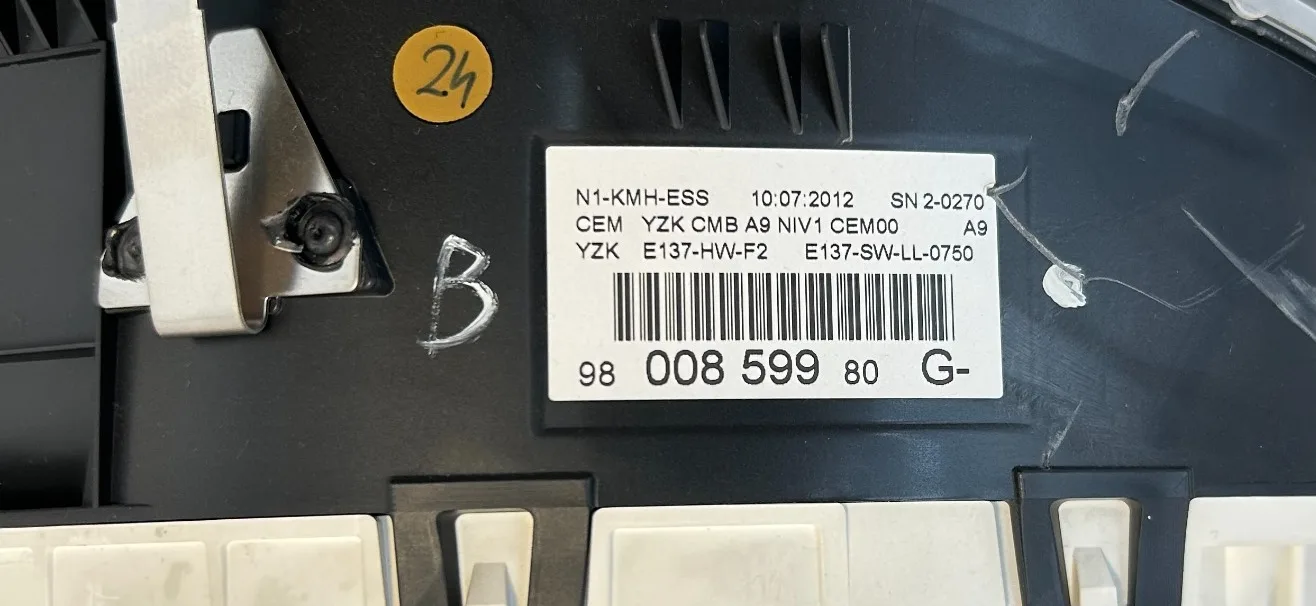 24
N1-KMH-ESS 10:07:2012 SN 2-0270
CEM YZK CMB A9 NIV1 CEM00 A9
YZK E137-HW-F2 E137-SW-LL-0750
B
98 008 599 80 G-